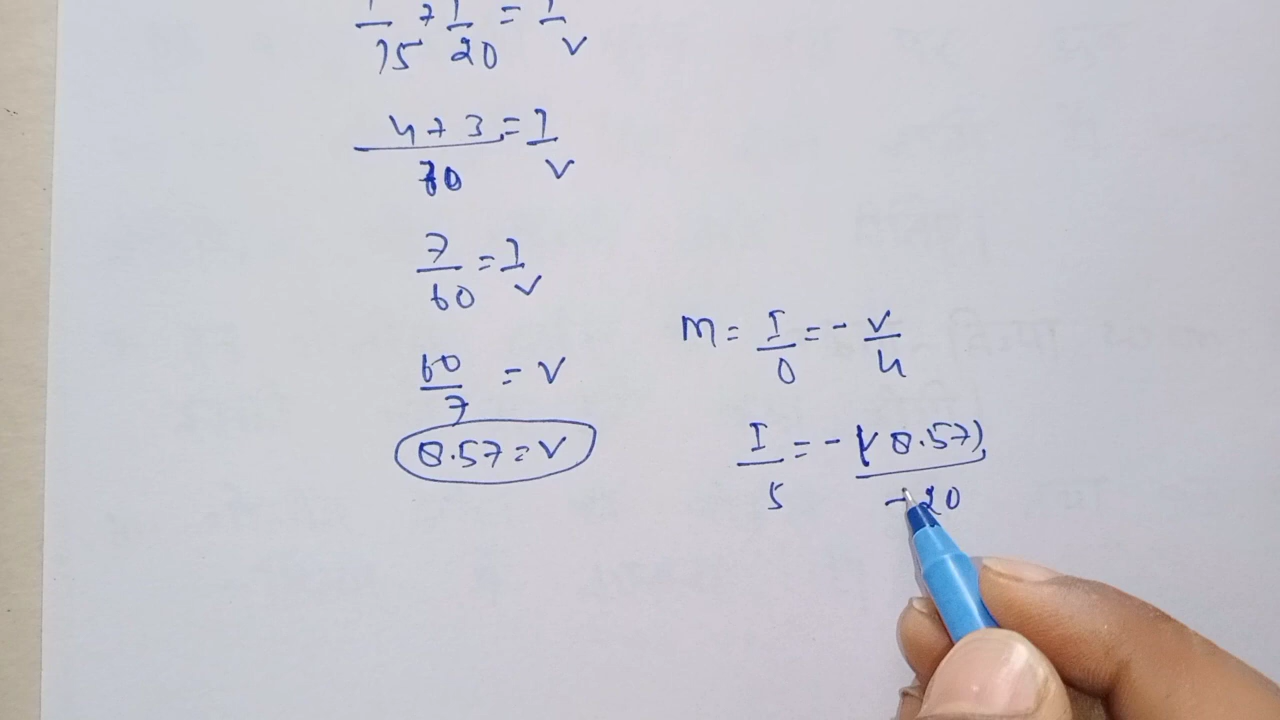 1/15 + 1/20 = 1/v
4+3/60 = 1/v
7/60 = 1/v
60/7 = v
8.57 = v
m = I/O = - v/u
I/5 = - (8.57)/-20